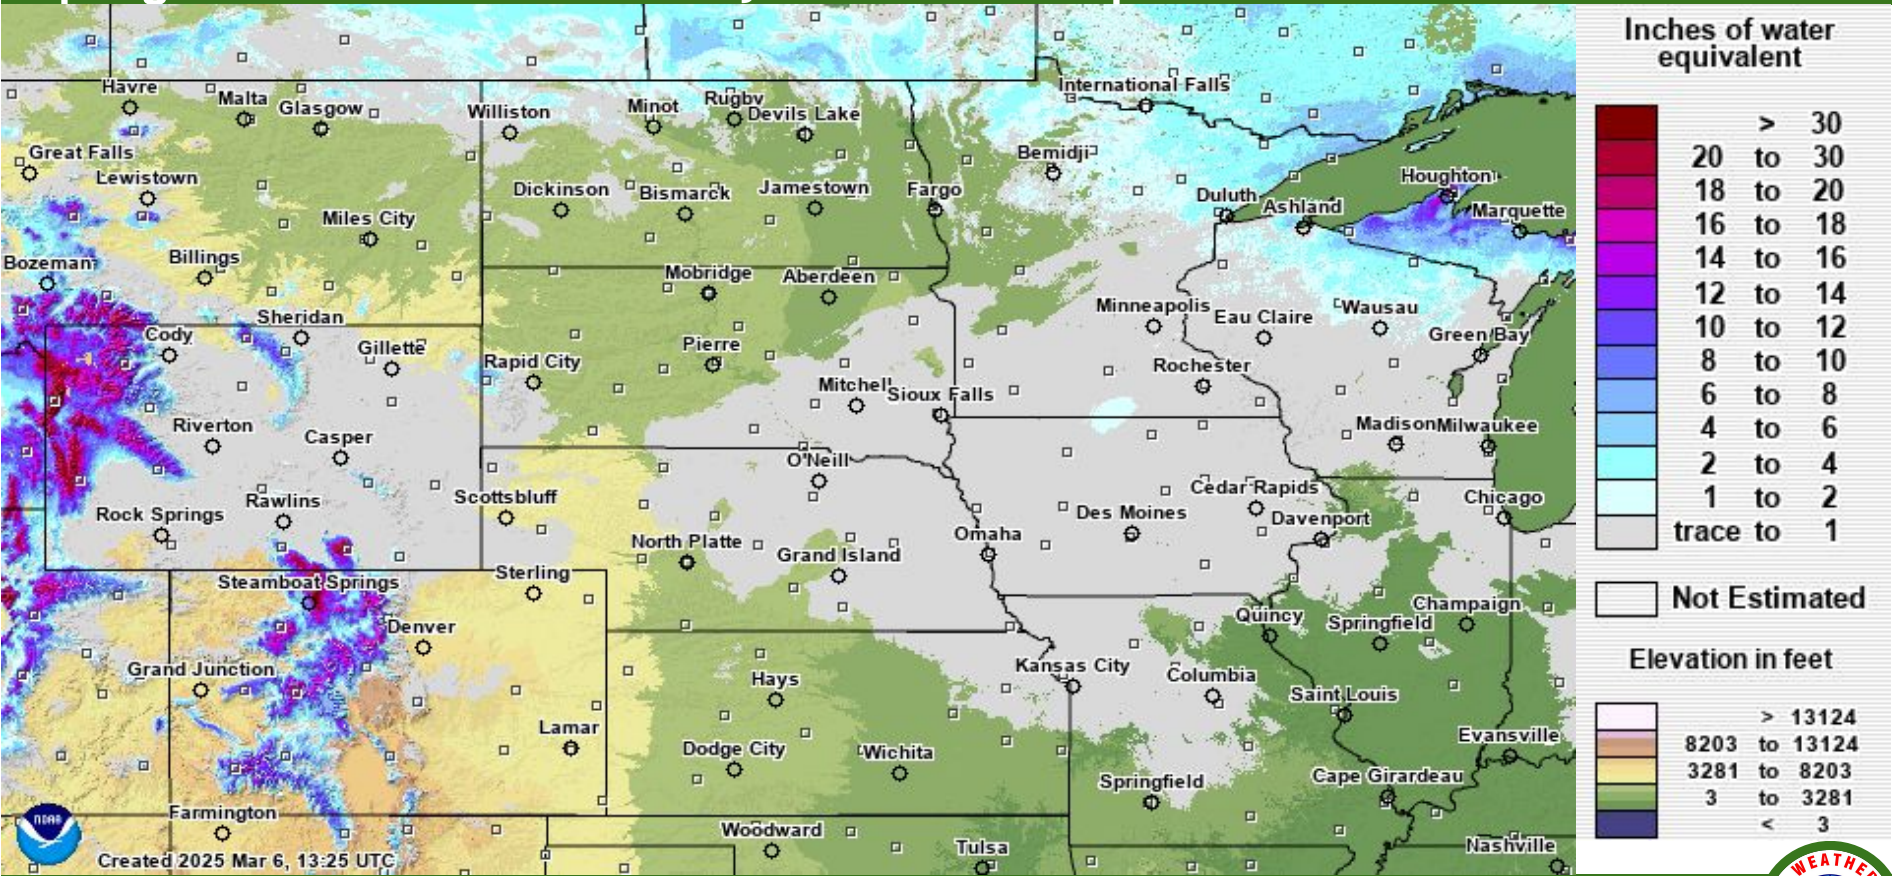 Havre
Malta
Glasgow
Williston
Minot
Rugby
Devils Lake
International Falls
Great Falls
Lewistown
Dickinson
Bismarck
Jamestown
Fargo
Bemidji
Duluth
Ashland
Houghton
Marquette
Miles City
Bozeman
Billings
Mobridge
Aberdeen
Minneapolis
Eau Claire
Wausau
Green Bay
Cody
Sheridan
Gillette
Rapid City
Pierre
Rochester
Mitchell
Sioux Falls
Riverton
Casper
Madison
Milwaukee
O'Neill
Scottsbluff
Rawlins
Rock Springs
Cedar Rapids
Des Moines
Davenport
Chicago
North Platte
Grand Island
Omaha
Steamboat Springs
Sterling
Denver
Quincy
Springfield
Champaign
Grand Junction
Hays
Kansas City
Columbia
Saint Louis
Lamar
Dodge City
Wichita
Evansville
Springfield
Cape Girardeau
Farmington
Woodward
Tulsa
Nashville
NOAA
Created 2025 Mar 6, 13:25 UTC
Inches of water
equivalent
> 30
20 to 30
18 to 20
16 to 18
14 to 16
12 to 14
10 to 12
8 to 10
6 to 8
4 to 6
2 to 4
1 to 2
trace to 1
Not Estimated
Elevation in feet
> 13124
8203 to 13124
3281 to 8203
3 to 3281
< 3
WEATHER